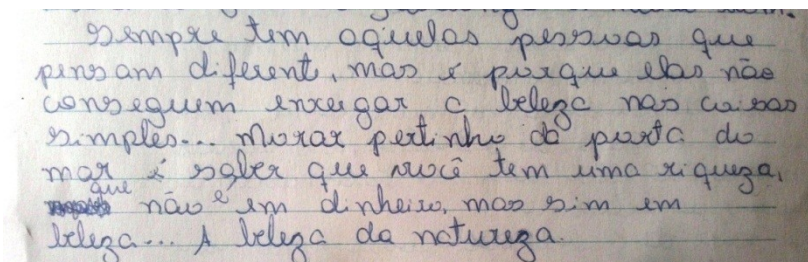 Sempre tem aquelas pessoas que
pensam diferente, mas é porque elas não
conseguem enxugar a beleza nas coisas
simples... Morar pertinho da porta do
mar é saber que você tem uma riqueza,
que não é em dinheiro, mas sim em
beleza... A beleza da natureza.